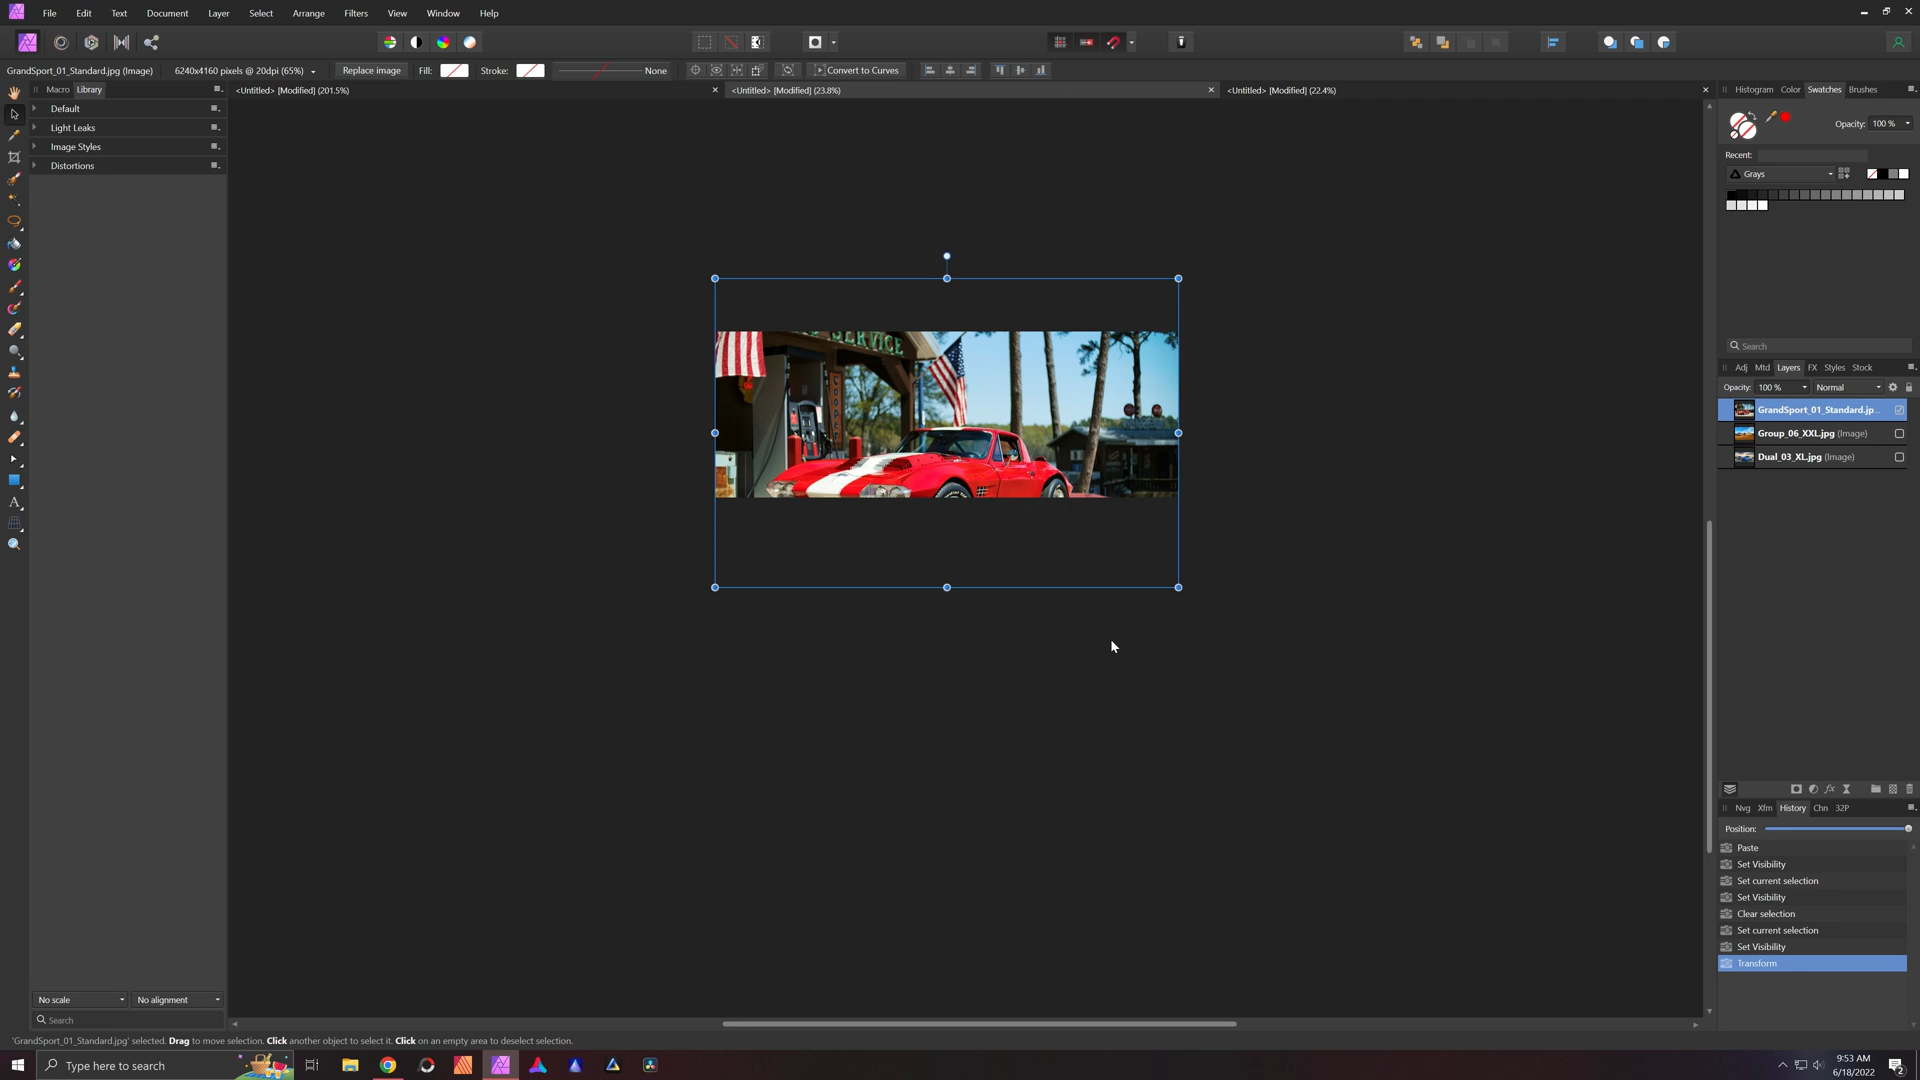 File Edit Text Document Layer Select Arrange Filters View Window Help
GrandSport_01_Standard.jpg (Image) 6240x4160 pixels @ 20dpi (65%) Replace image Fill: Stroke: None Convert to Curves
Macro Library
<Untitled> [Modified] (201.5%)
<Untitled> [Modified] (23.8%)
<Untitled> [Modified] (22.4%)
Histogram Color Swatches Brushes
Default
Light Leaks
Image Styles
Distortions
Opacity: 100 %
Recent:
Grays
SERVICE
COOPER
Search
Adj Mtd Layers FX Styles Stock
Opacity: 100 % Normal
GrandSport_01_Standard.jp...
Group_06_XXL.jpg (Image)
Dual_03_XL.jpg (Image)
Nvg Xfm History Chn 32P
Position:
Paste
Set Visibility
Set current selection
Set Visibility
Clear selection
Set current selection
Set Visibility
Transform
No scale No alignment
Search
'GrandSport_01_Standard.jpg' selected. Drag to move selection. Click another object to select it. Click on an empty area to deselect selection.
Type here to search
9:53 AM
6/18/2022
2